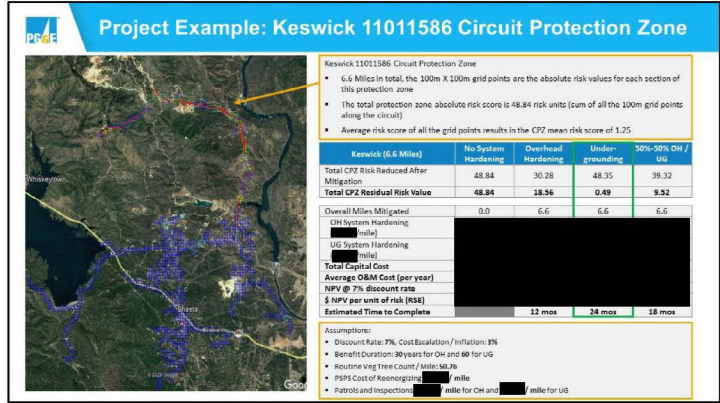 PG&E
Project Example: Keswick 11011586 Circuit Protection Zone
Keswick 11011586 Circuit Protection Zone
▪ 6.6 Miles in total, the 100m X 100m grid points are the absolute risk values for each section of
this protection zone
▪ The total protection zone absolute risk score is 48.84 risk units (sum of all the 100m grid points
along the circuit)
▪ Average risk score of all the grid points results in the CPZ mean risk score of 1.25
Keswick (6.6 Miles) No System Hardening Overhead Hardening Under-grounding 50%-50% OH / UG
Total CPZ Risk Reduced After
Mitigation 48.84 30.28 48.35 39.32
Total CPZ Residual Risk Value 48.84 18.56 0.49 9.52
Overall Miles Mitigated 0.0 6.6 6.6 6.6
OH System Hardening
/mile)
UG System Hardening
/mile)
Total Capital Cost
Average O&M Cost (per year)
NPV @ 7% discount rate
$ NPV per unit of risk (RSE)
Estimated Time to Complete 12 mos 24 mos 18 mos
Assumptions:
▪ Discount Rate: 7%, Cost Escalation / Inflation: 3%
▪ Benefit Duration: 30 years for OH and 60 for UG
▪ Routine Veg Tree Count / Mile: 50.76
▪ PSPS Cost of Reenergizing / mile
▪ Patrols and Inspections / mile for OH and / mile for UG
Whiskeytown
Shasta
Goo